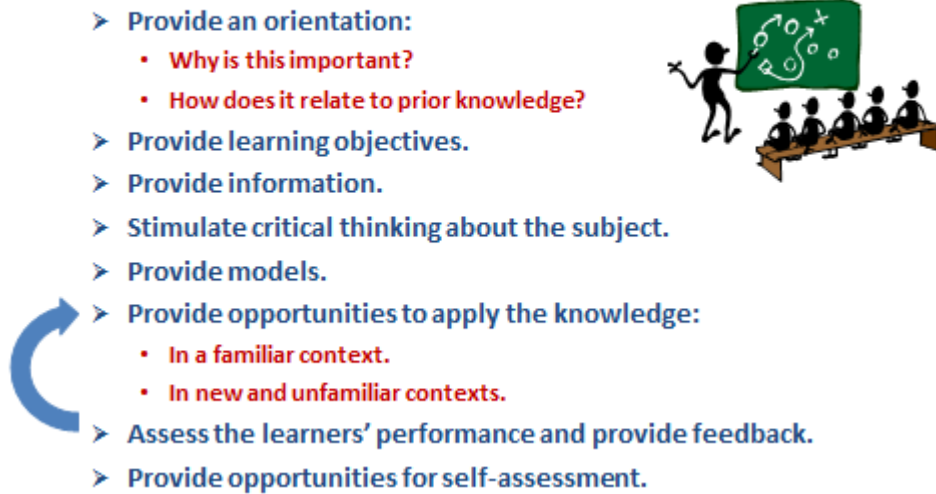 ➢ Provide an orientation:
• Why is this important?
• How does it relate to prior knowledge?
➢ Provide learning objectives.
➢ Provide information.
➢ Stimulate critical thinking about the subject.
➢ Provide models.
➢ Provide opportunities to apply the knowledge:
• In a familiar context.
• In new and unfamiliar contexts.
➢ Assess the learners’ performance and provide feedback.
➢ Provide opportunities for self-assessment.